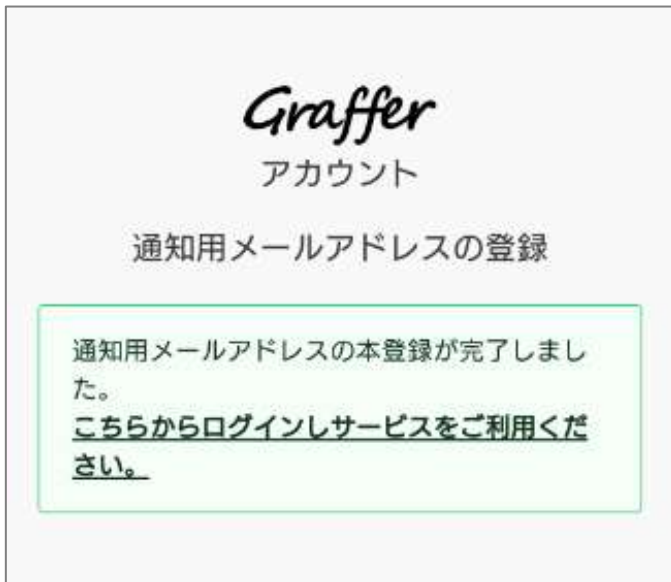 Graffer
アカウント
通知用メールアドレスの登録
通知用メールアドレスの本登録が完了しまし
た。
こちらからログインしサービスをご利用くだ
さい。